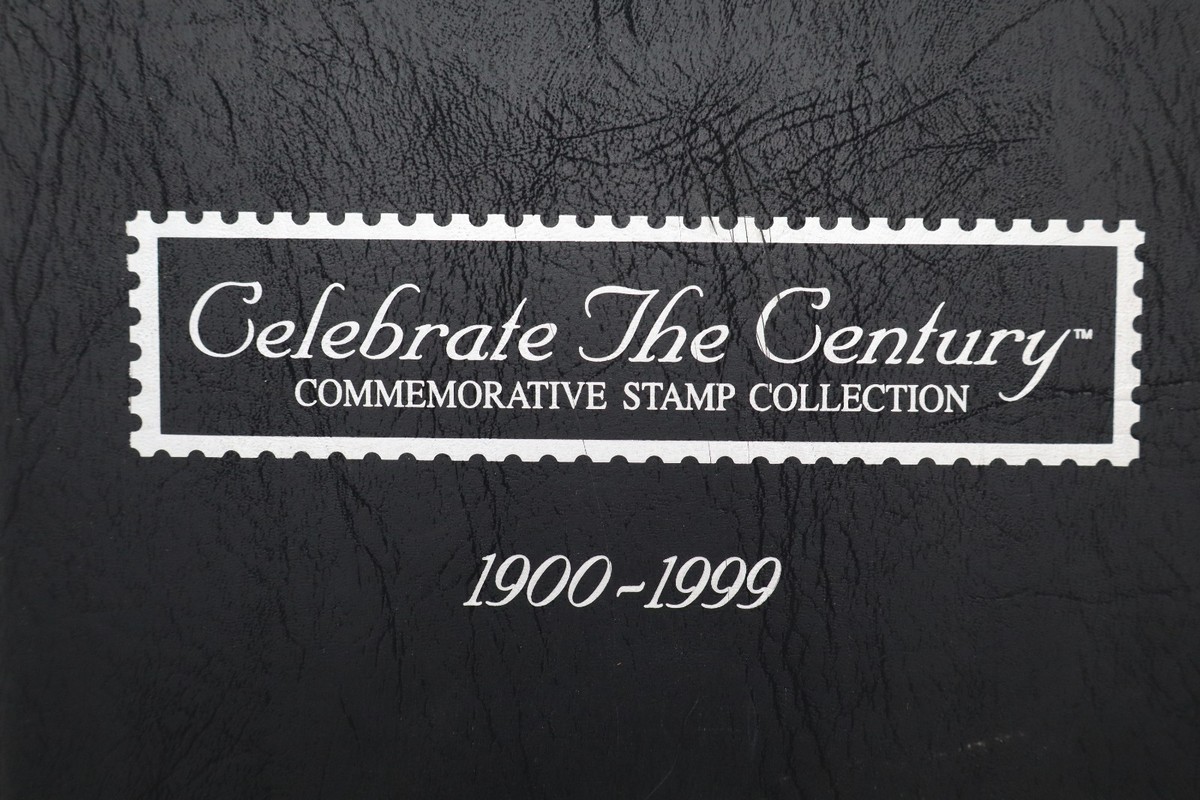 Celebrate The Century™
COMMEMORATIVE STAMP COLLECTION
1900-1999